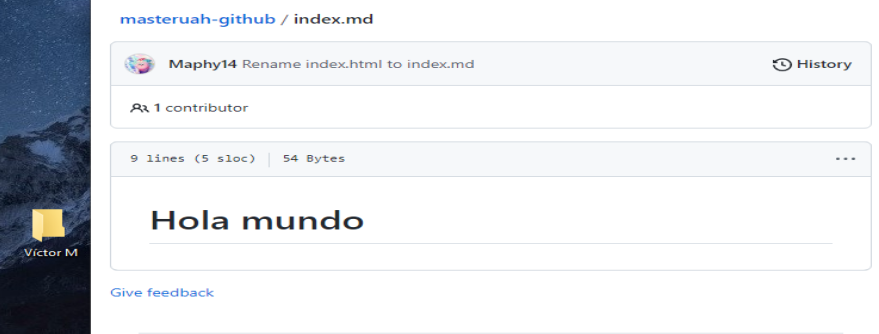 masteruah-github / index.md
Maphy14 Rename index.html to index.md
History
1 contributor
9 lines (5 sloc) 54 Bytes
Hola mundo
Víctor M
Give feedback